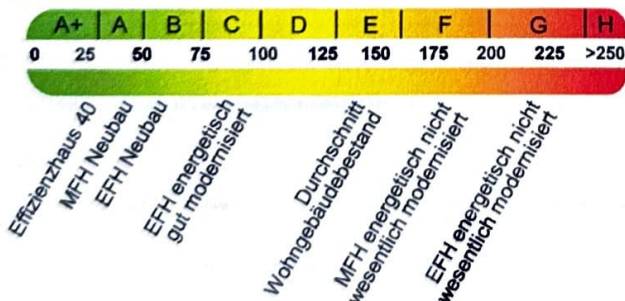 A+ A B C D E F G H
0 25 50 75 100 125 150 175 200 225 >250
Effizienzhaus 40
MFH Neubau
EFH Neubau
EFH energetisch
gut modernisiert
Durchschnitt
Wohngebäudebestand
MFH energetisch nicht
wesentlich modernisiert
EFH energetisch nicht
wesentlich modernisiert